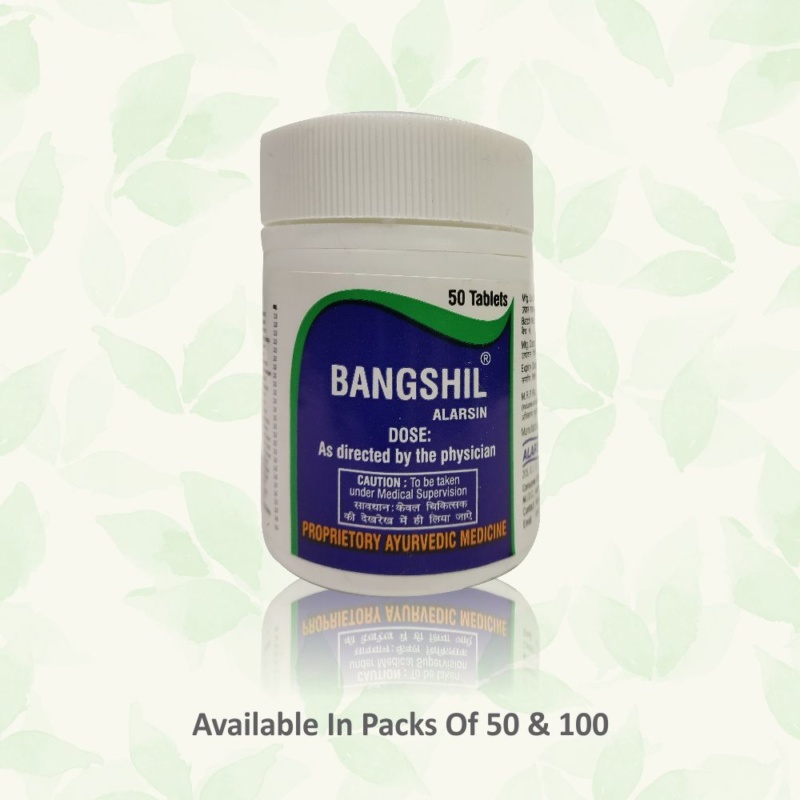 50 Tablets
BANGSHIL®
ALARSIN
DOSE:
As directed by the physician
CAUTION : To be taken
under Medical Supervision
सावधान : केवल चिकित्सक
की देखरेख में ही लिया जाऐ
PROPRIETORY AYURVEDIC MEDICINE
Available In Packs Of 50 & 100